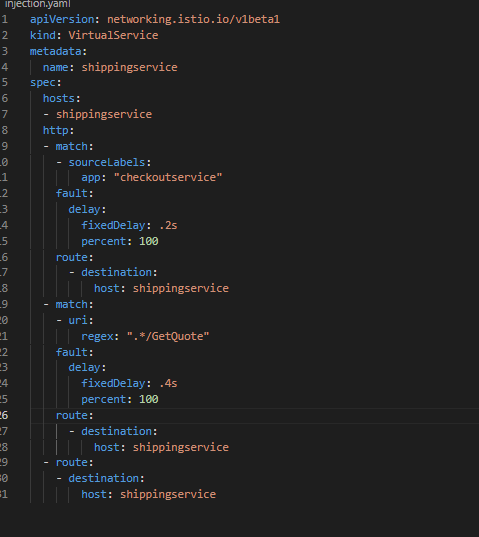 injection.yaml
1 apiVersion: networking.istio.io/v1beta1
2 kind: VirtualService
3 metadata:
4   name: shippingservice
5 spec:
6   hosts:
7   - shippingservice
8   http:
9   - match:
10     - sourceLabels:
11         app: "checkoutservice"
12     fault:
13       delay:
14         fixedDelay: .2s
15         percent: 100
16     route:
17       - destination:
18           host: shippingservice
19   - match:
20     - uri:
21         regex: ".*/GetQuote"
22     fault:
23       delay:
24         fixedDelay: .4s
25         percent: 100
26     route:
27       - destination:
28           host: shippingservice
29   - route:
30     - destination:
31         host: shippingservice